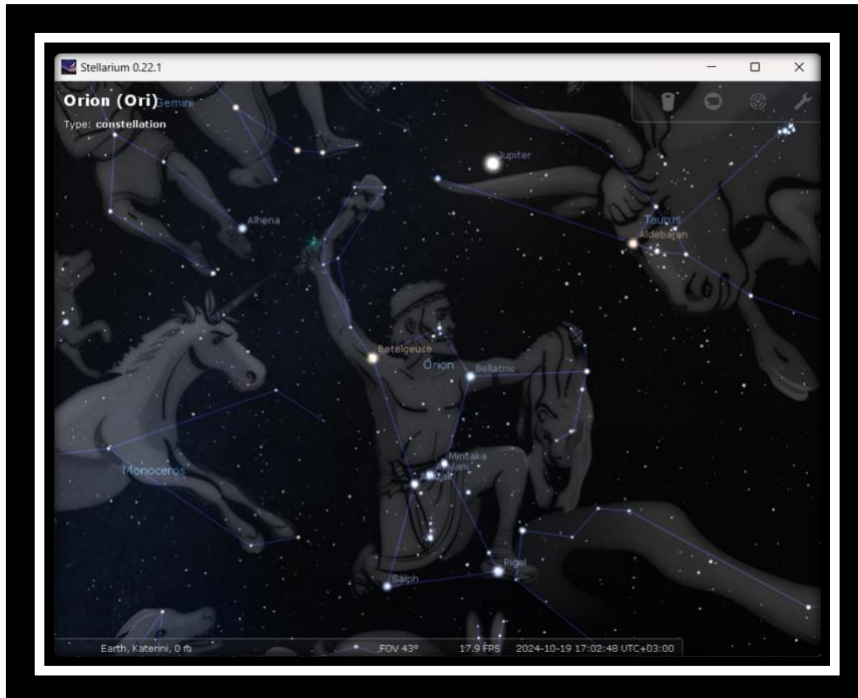 Stellarium 0.22.1
Orion (Ori)
Gemini
Type: constellation
Jupiter
Alhena
Taurus
Aldebaran
Betelgeuse
Orion
Bellatrix
Mintaka
Monoceros
Saiph
Rigel
Earth, Katerini, 0 m
FOV 43°
17.9 FPS
2024-10-19 17:02:48 UTC+03:00